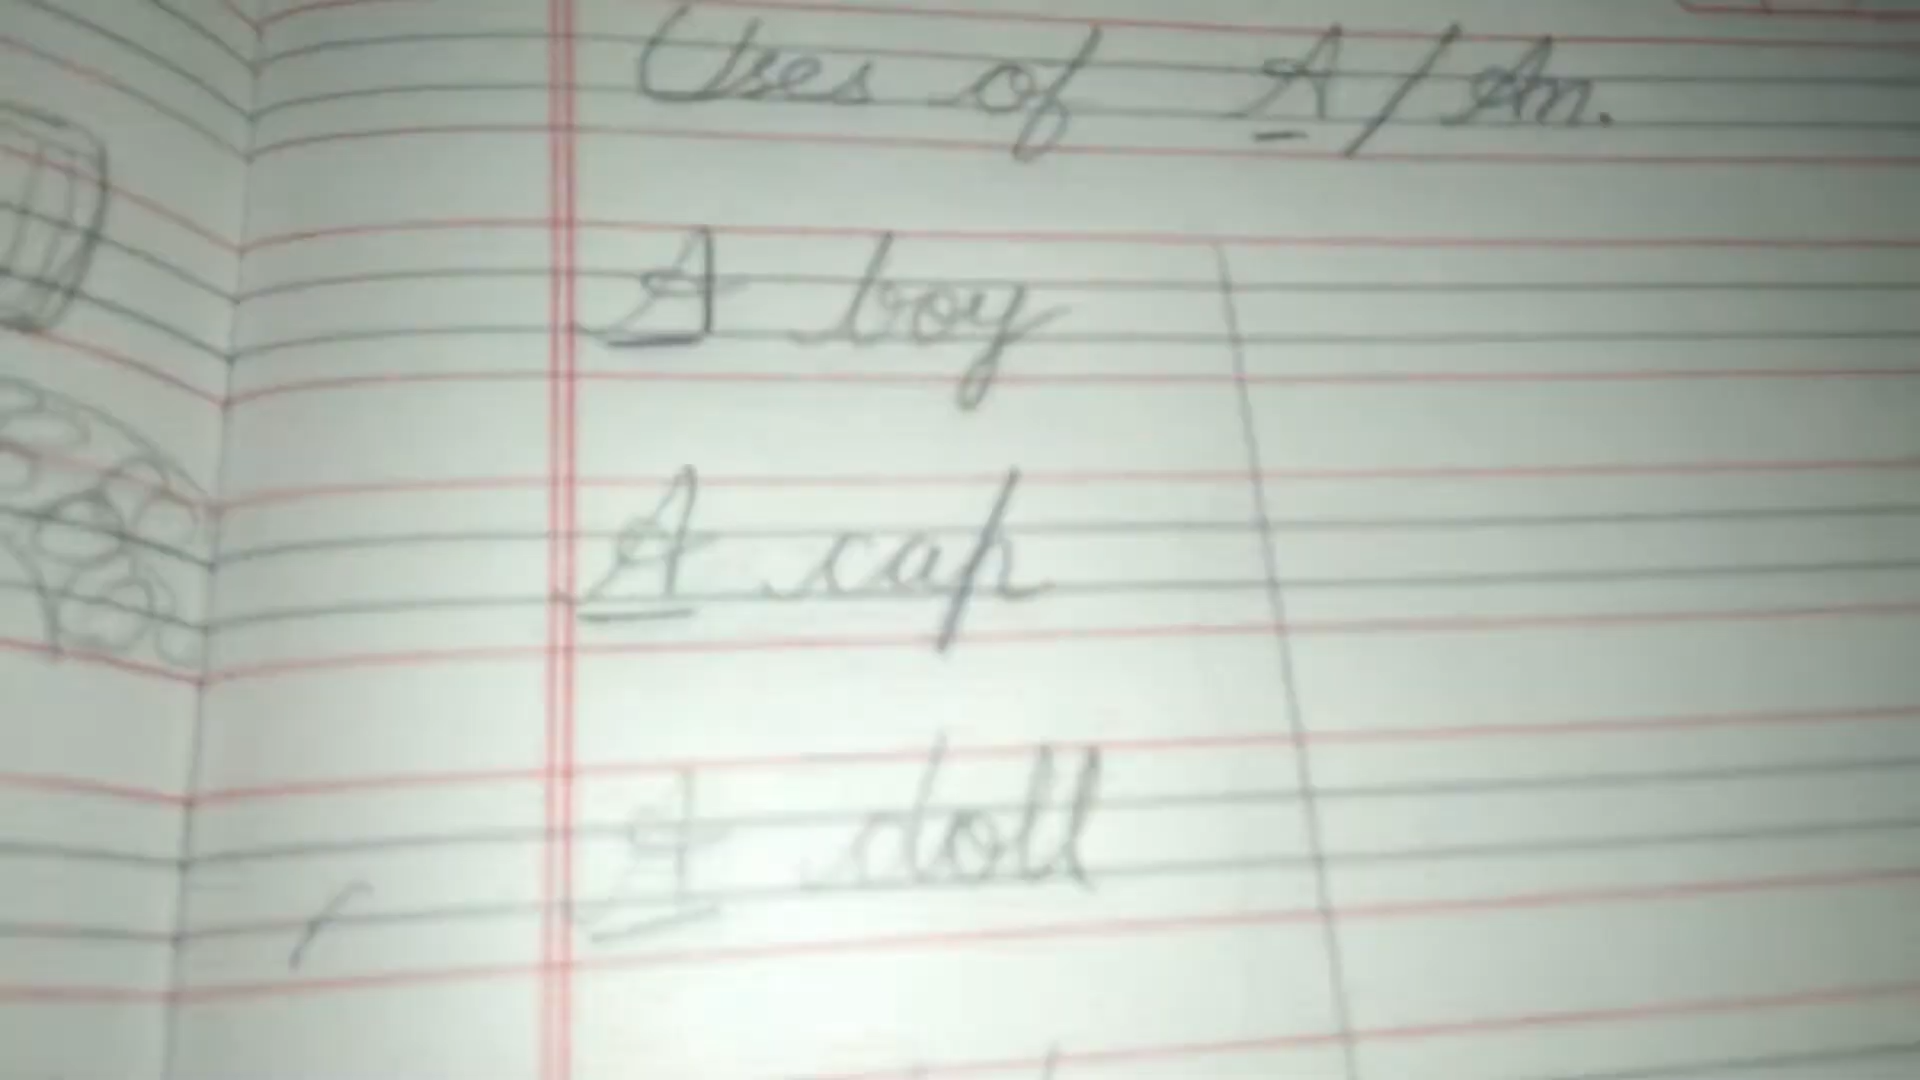 Uses of A/An.
A boy
A cap
A doll